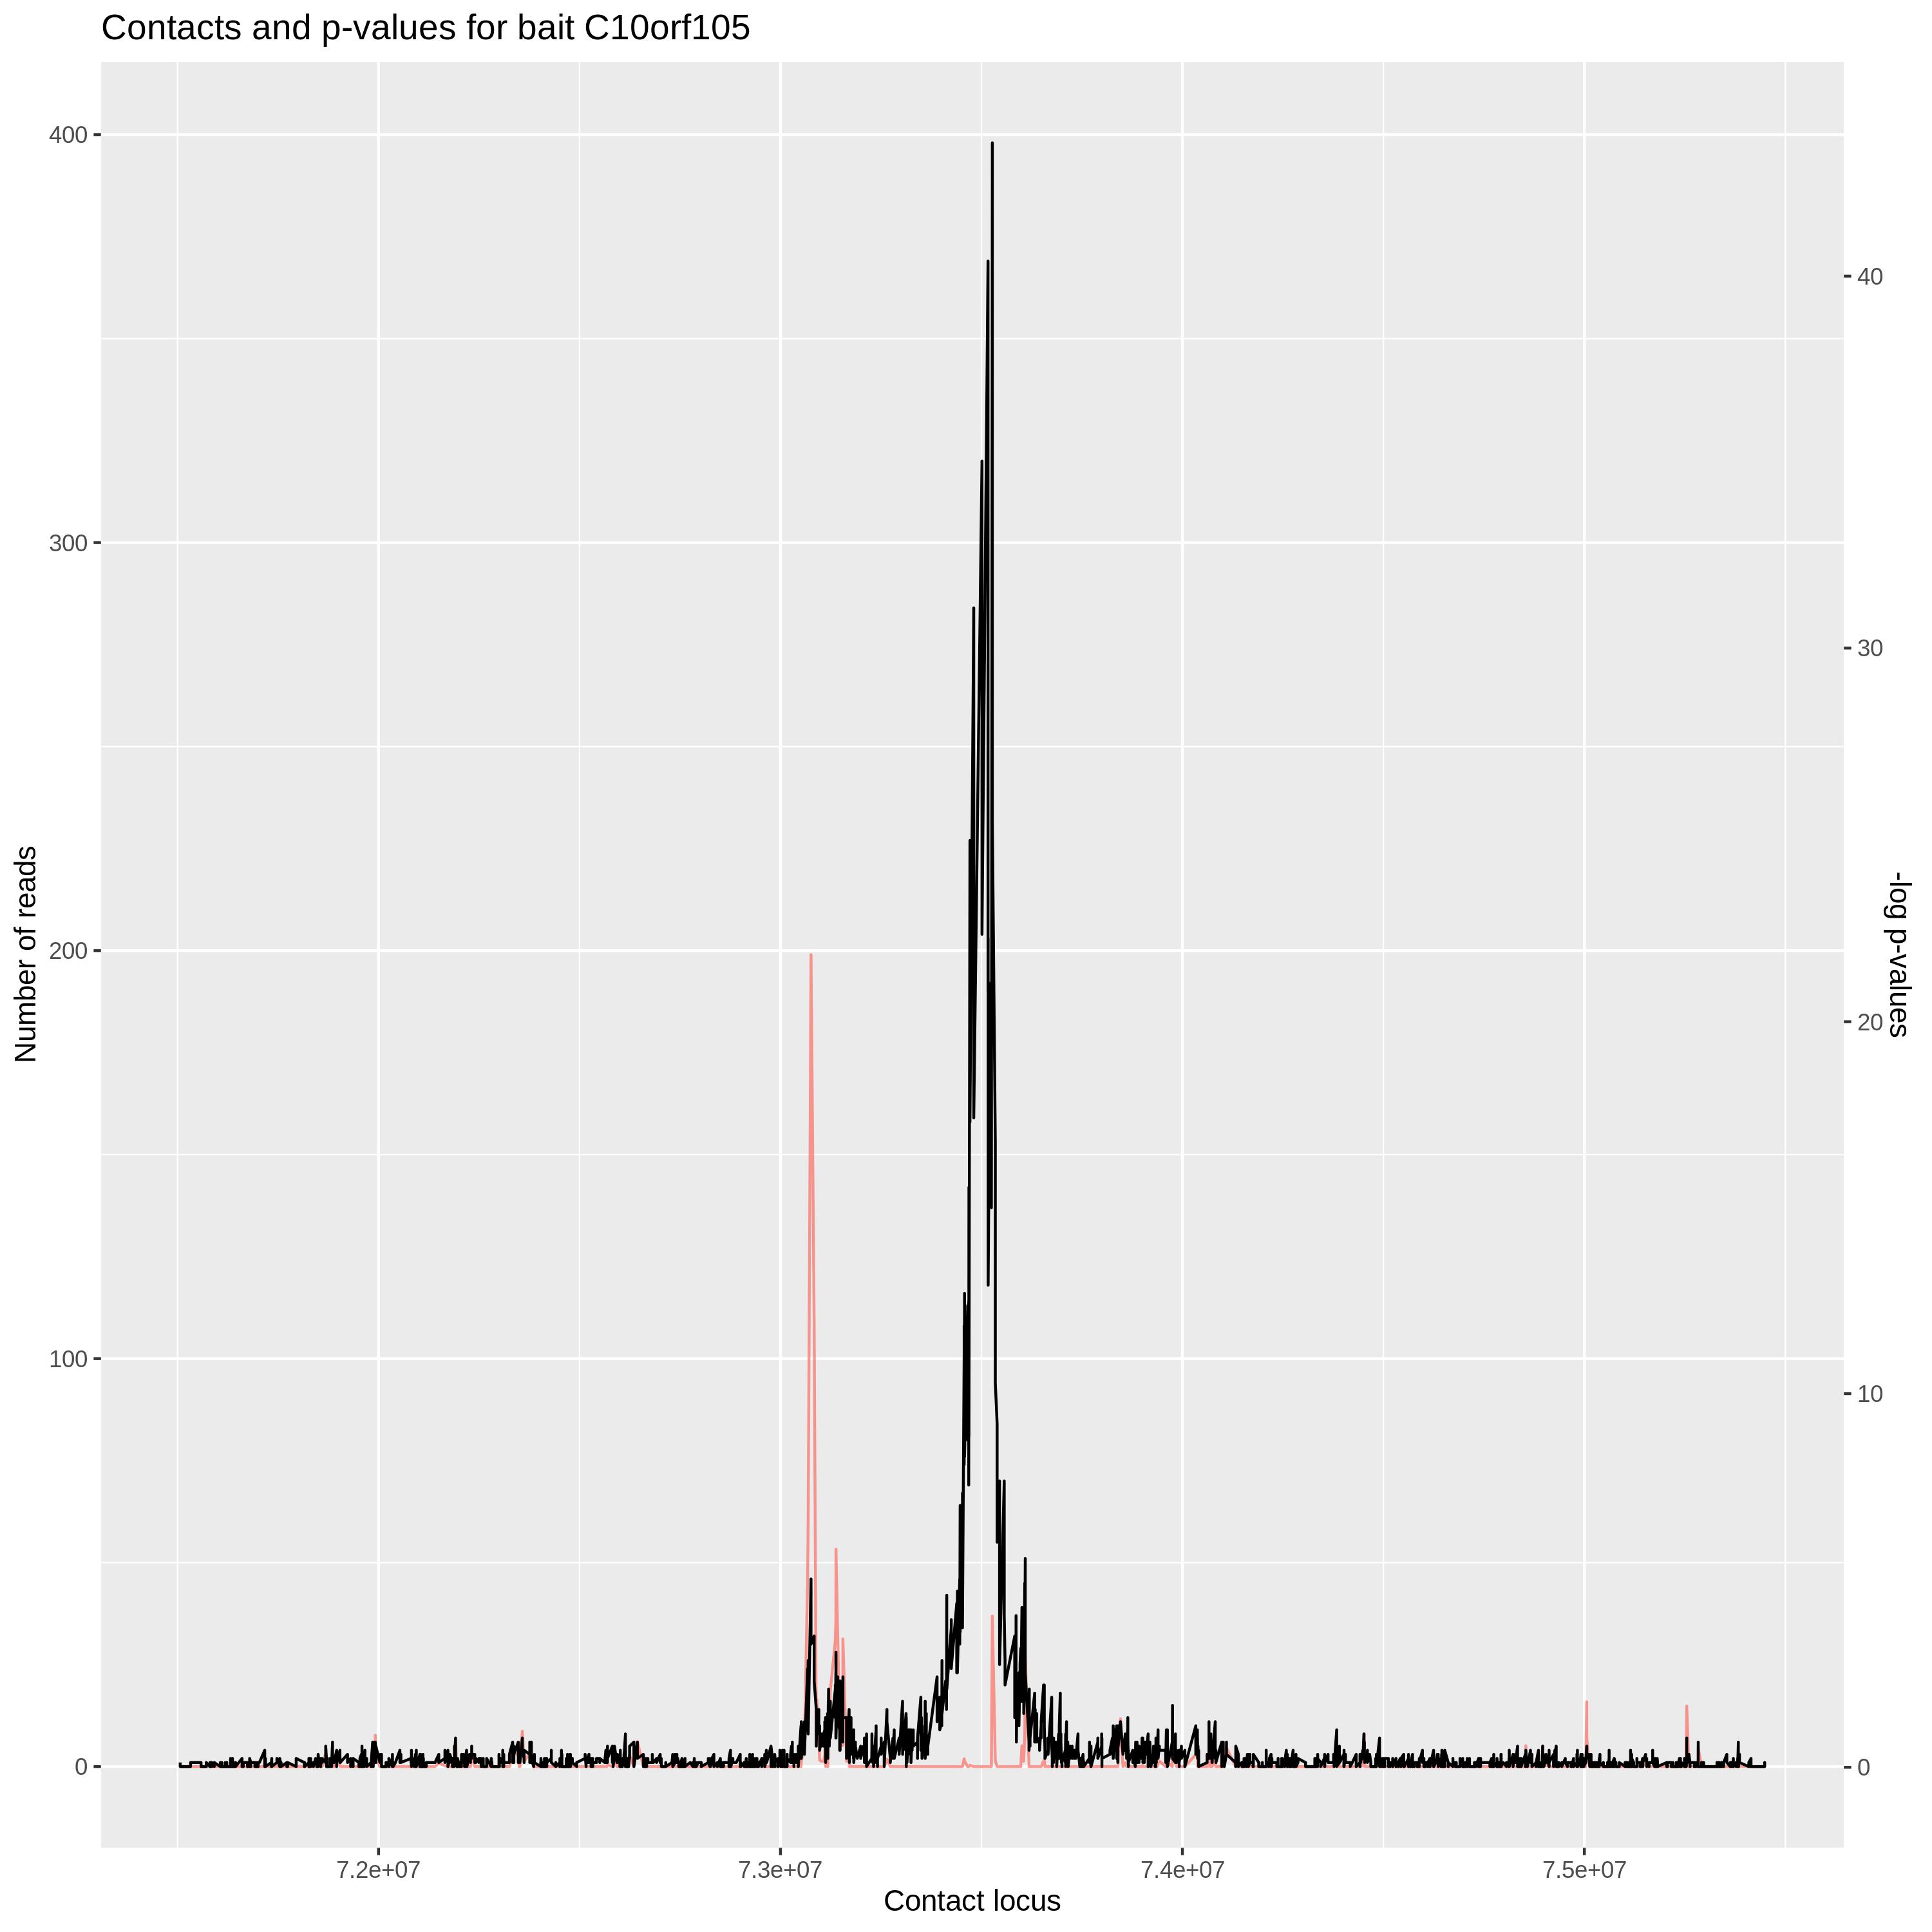 Contacts and p-values for bait C10orf105
400
300
200
100
0
Number of reads
40
30
20
10
0
-log p-values
7.2e+07
7.3e+07
7.4e+07
7.5e+07
Contact locus